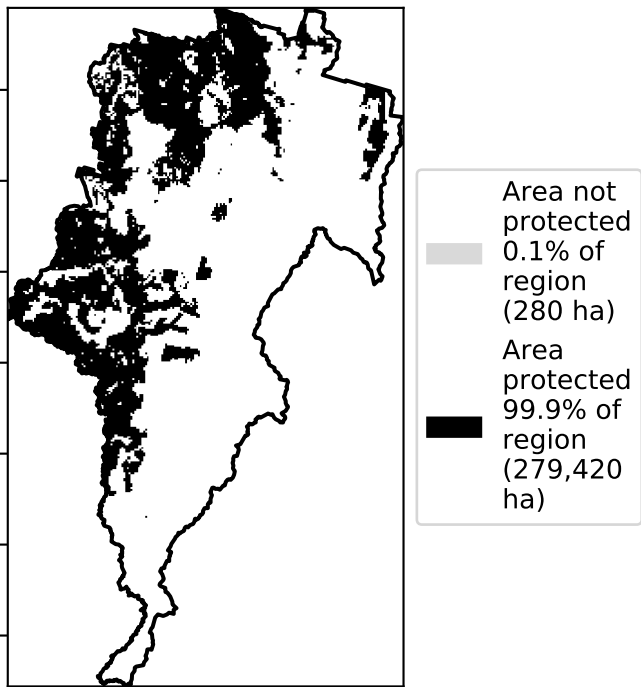 Area not
protected
0.1% of
region
(280 ha)
Area
protected
99.9% of
region
(279,420
ha)